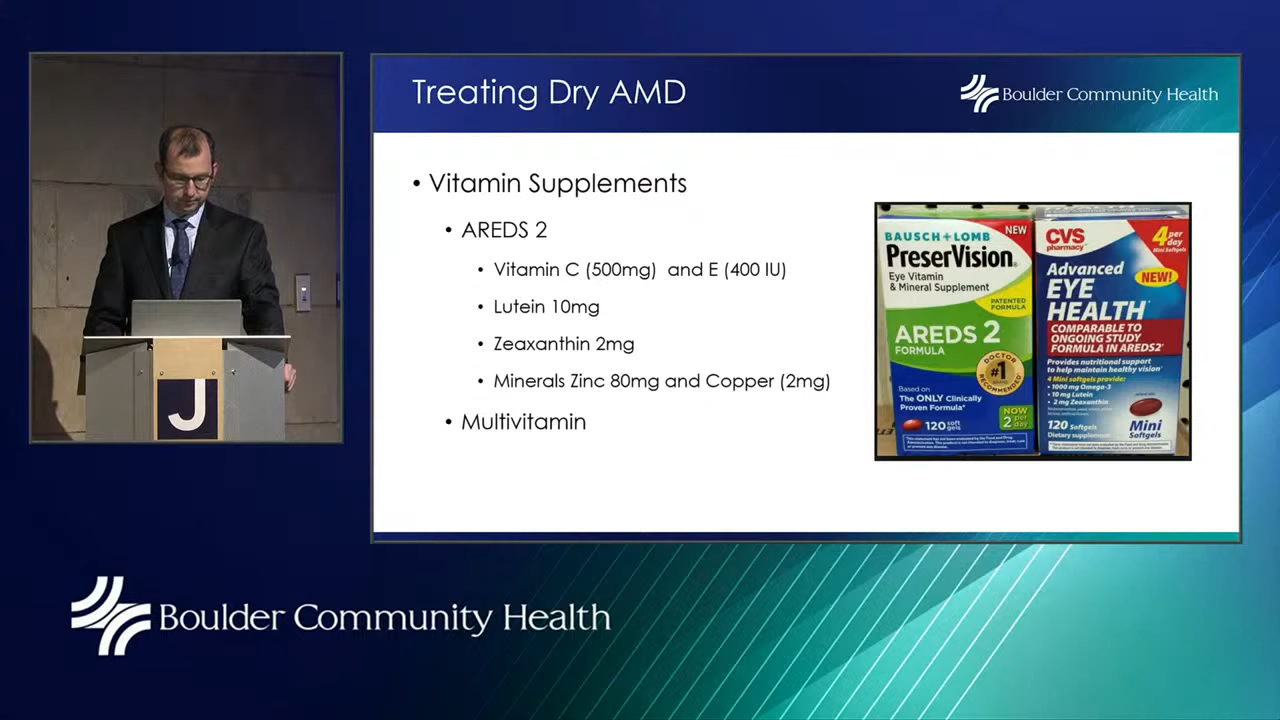 Treating Dry AMD
Boulder Community Health
• Vitamin Supplements
• AREDS 2
• Vitamin C (500mg) and E (400 IU)
• Lutein 10mg
• Zeaxanthin 2mg
• Minerals Zinc 80mg and Copper (2mg)
• Multivitamin
BAUSCH + LOMB
NEW
PreserVision®
Eye Vitamin
& Mineral Supplement
PATENTED
FORMULA
AREDS 2
FORMULA
DOCTOR
#1
RECOMMENDED
BRAND
Based on
The ONLY Clinically
Proven Formula*
NOW
2 per
day
120 soft
gels
CVS
pharmacy
4 per
day
Mini Softgels
Advanced
NEW!
EYE
HEALTH
COMPARABLE TO
ONGOING STUDY
FORMULA IN AREDS2*
Provides nutritional support
to help maintain healthy vision*
4 Mini softgels provide:
• 1000 mg Omega-3
• 10 mg Lutein
• 2 mg Zeaxanthin
120 Softgels
Dietary supplement
Mini
Softgels
J
Boulder Community Health